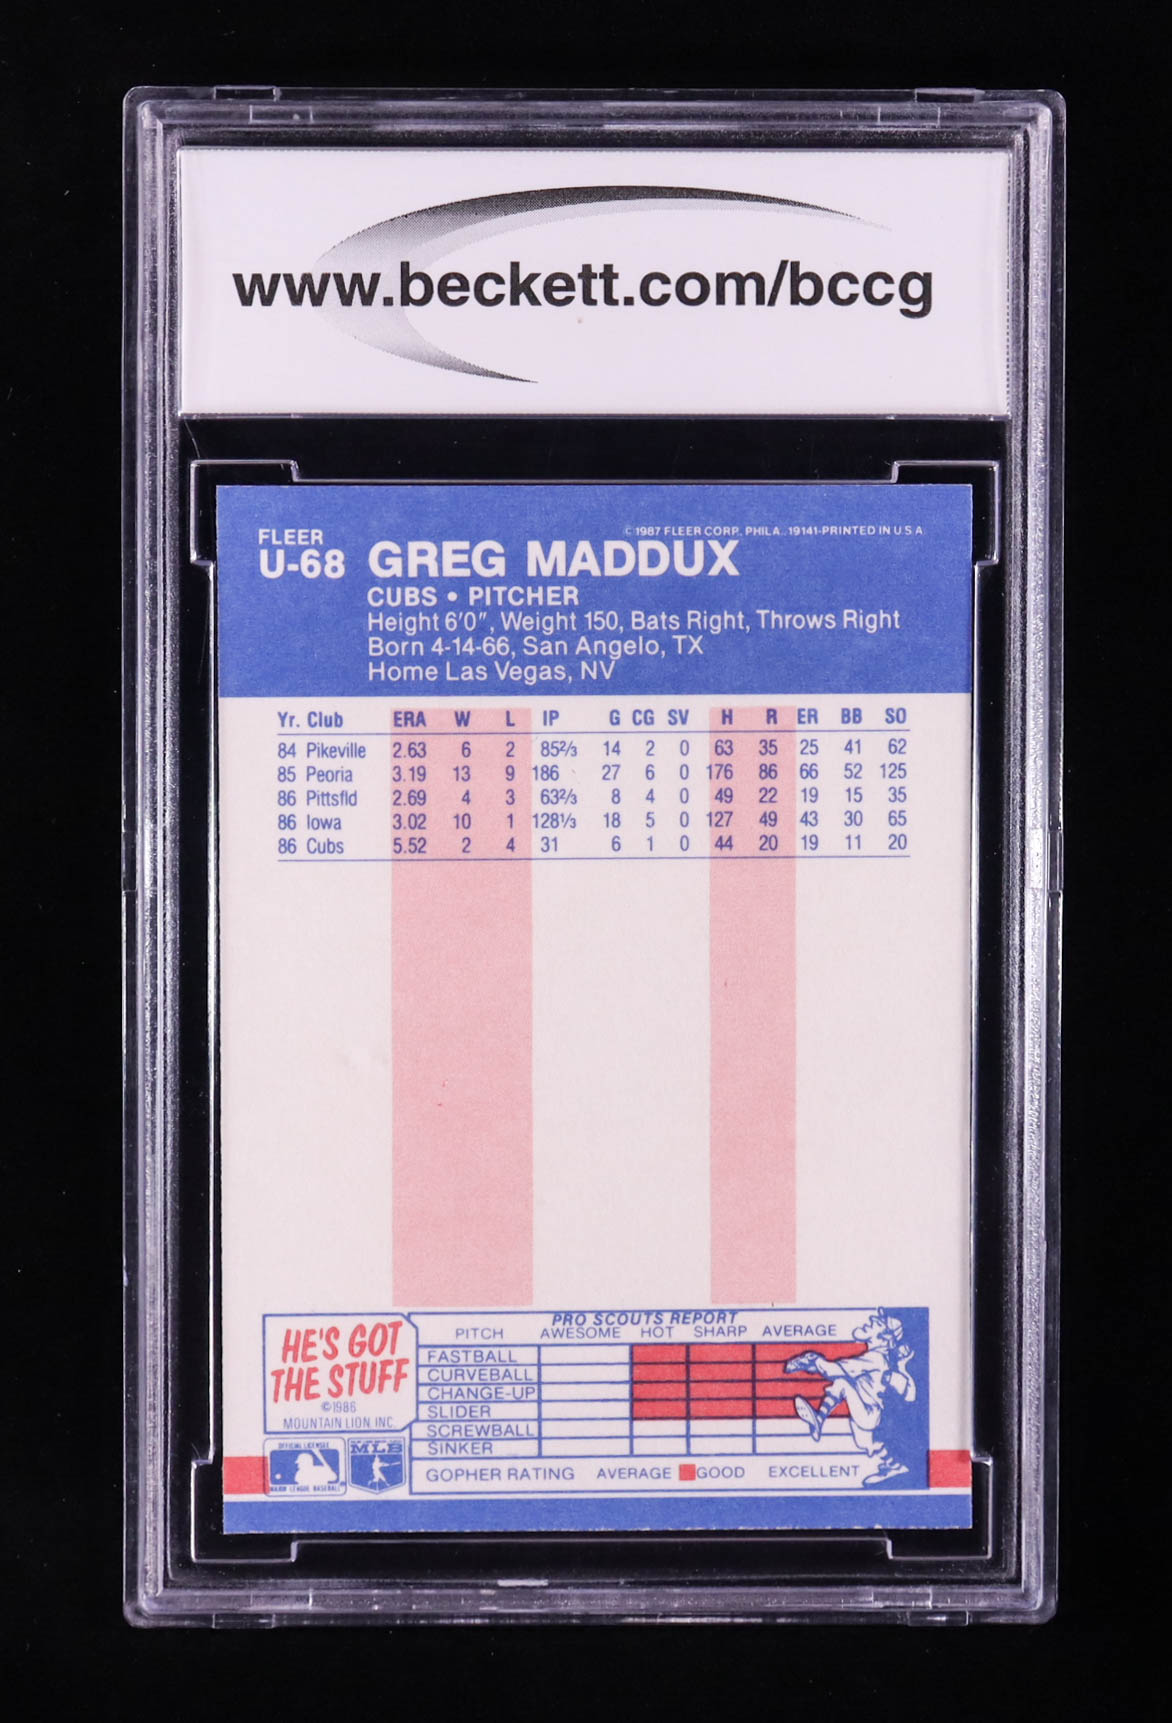 www.beckett.com/bccg
©1987 FLEER CORP. PHILA. 19141-PRINTED IN U.S.A.
FLEER
U-68 GREG MADDUX
CUBS • PITCHER
Height 6'0", Weight 150, Bats Right, Throws Right
Born 4-14-66, San Angelo, TX
Home Las Vegas, NV
Yr. Club ERA W L IP G CG SV H R ER BB SO
84 Pikeville 2.63 6 2 85⅔ 14 2 0 63 35 25 41 62
85 Peoria 3.19 13 9 186 27 6 0 176 86 66 52 125
86 Pittsfld 2.69 4 3 63⅔ 8 4 0 49 22 19 15 35
86 Iowa 3.02 10 1 128⅓ 18 5 0 127 49 43 30 65
86 Cubs 5.52 2 4 31 6 1 0 44 20 19 11 20
HE'S GOT
THE STUFF
©1986
MOUNTAIN LION INC.
PRO SCOUTS REPORT
PITCH AWESOME HOT SHARP AVERAGE
FASTBALL
CURVEBALL
CHANGE-UP
SLIDER
SCREWBALL
SINKER
GOPHER RATING AVERAGE GOOD EXCELLENT
OFFICIAL LICENSEE
MAJOR LEAGUE BASEBALL
MLB